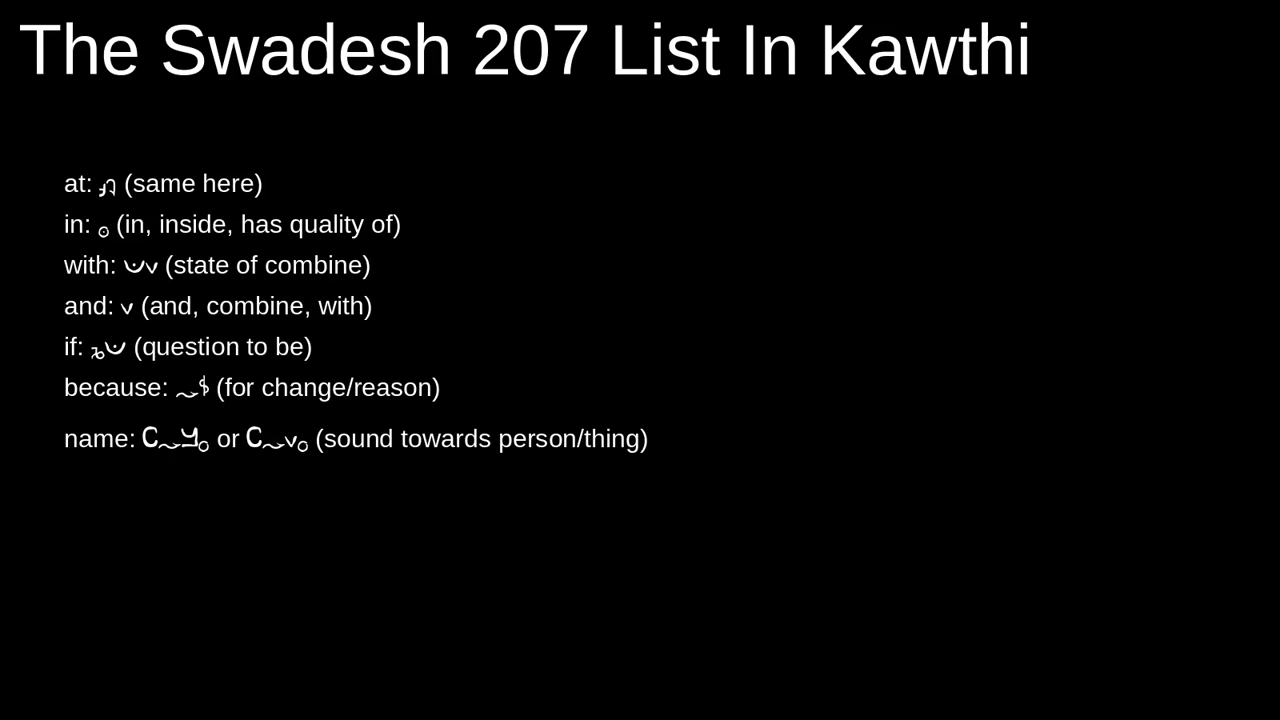 The Swadesh 207 List In Kawthi
at: (same here)
in: (in, inside, has quality of)
with: (state of combine)
and: (and, combine, with)
if: (question to be)
because: (for change/reason)
name: or (sound towards person/thing)